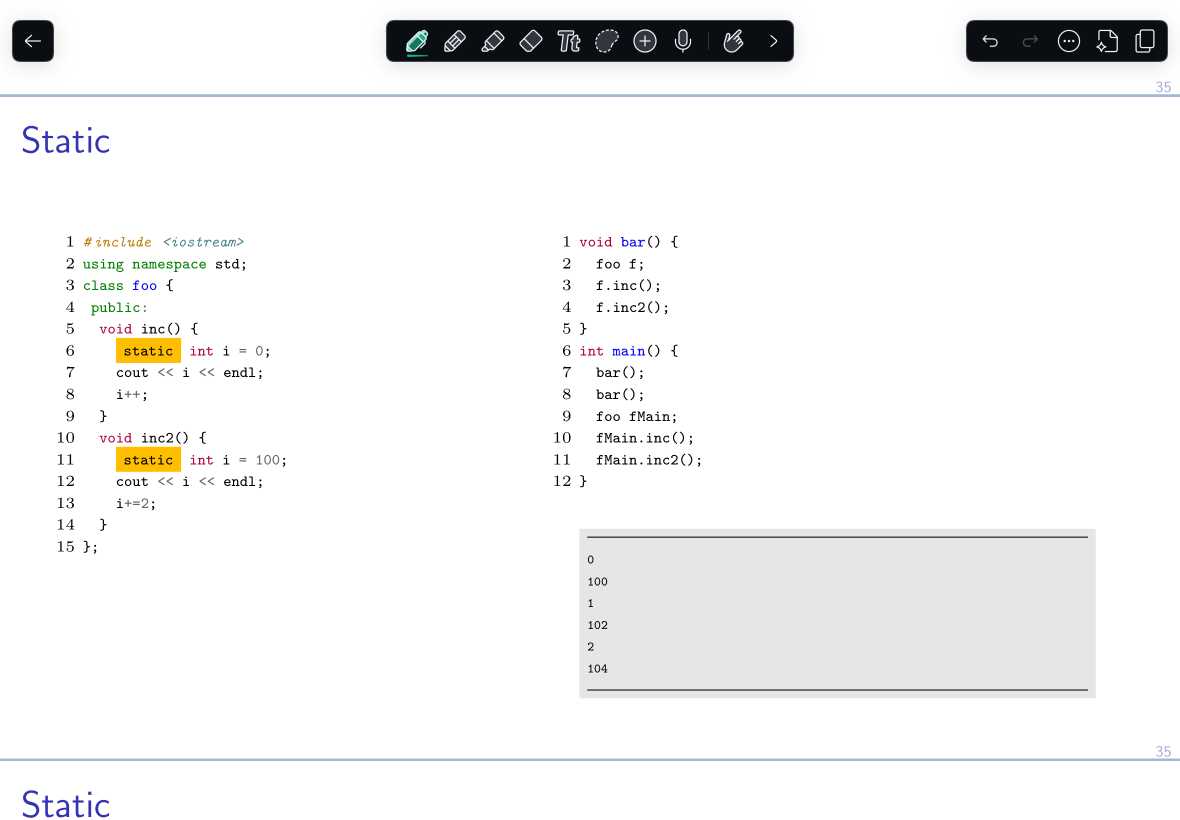 Tt
35
Static
1 #include <iostream>
2 using namespace std;
3 class foo {
4 public:
5 void inc() {
6 static int i = 0;
7 cout << i << endl;
8 i++;
9 }
10 void inc2() {
11 static int i = 100;
12 cout << i << endl;
13 i+=2;
14 }
15 };
1 void bar() {
2 foo f;
3 f.inc();
4 f.inc2();
5 }
6 int main() {
7 bar();
8 bar();
9 foo fMain;
10 fMain.inc();
11 fMain.inc2();
12 }
0
100
1
102
2
104
35
Static